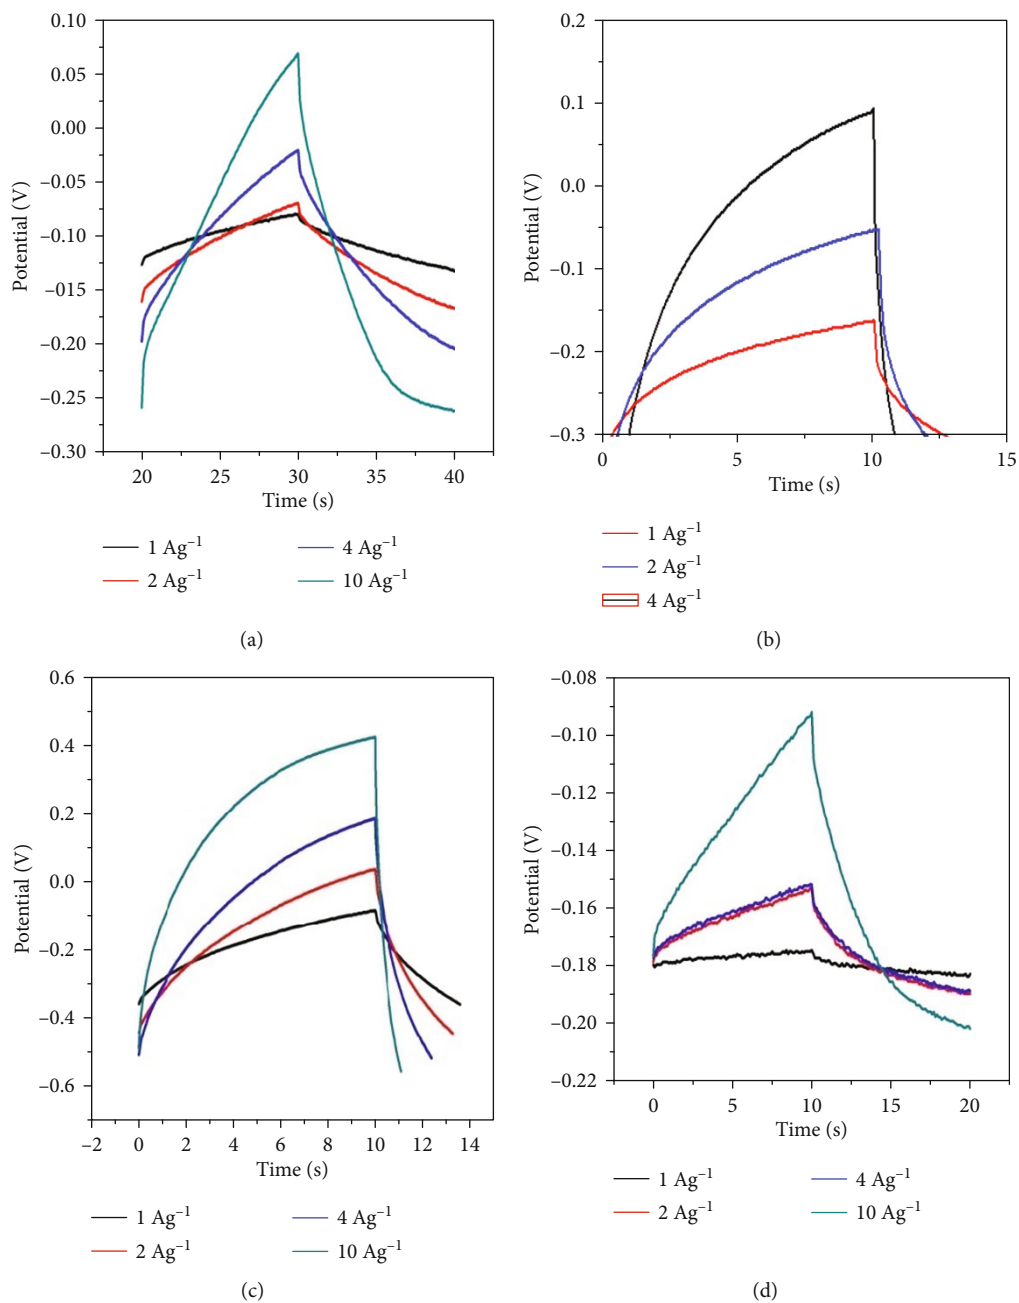 0.10
0.05
0.00
−0.05
−0.10
−0.15
−0.20
−0.25
−0.30
Potential (V)
20 25 30 35 40
Time (s)
1 Ag⁻¹ 4 Ag⁻¹
2 Ag⁻¹ 10 Ag⁻¹
(a)
0.2
0.1
0.0
−0.1
−0.2
−0.3
Potential (V)
0 5 10 15
Time (s)
1 Ag⁻¹
2 Ag⁻¹
4 Ag⁻¹
(b)
0.6
0.4
0.2
0.0
−0.2
−0.4
−0.6
Potential (V)
−2 0 2 4 6 8 10 12 14
Time (s)
1 Ag⁻¹ 4 Ag⁻¹
2 Ag⁻¹ 10 Ag⁻¹
(c)
−0.08
−0.10
−0.12
−0.14
−0.16
−0.18
−0.20
−0.22
Potential (V)
0 5 10 15 20
Time (s)
1 Ag⁻¹ 4 Ag⁻¹
2 Ag⁻¹ 10 Ag⁻¹
(d)